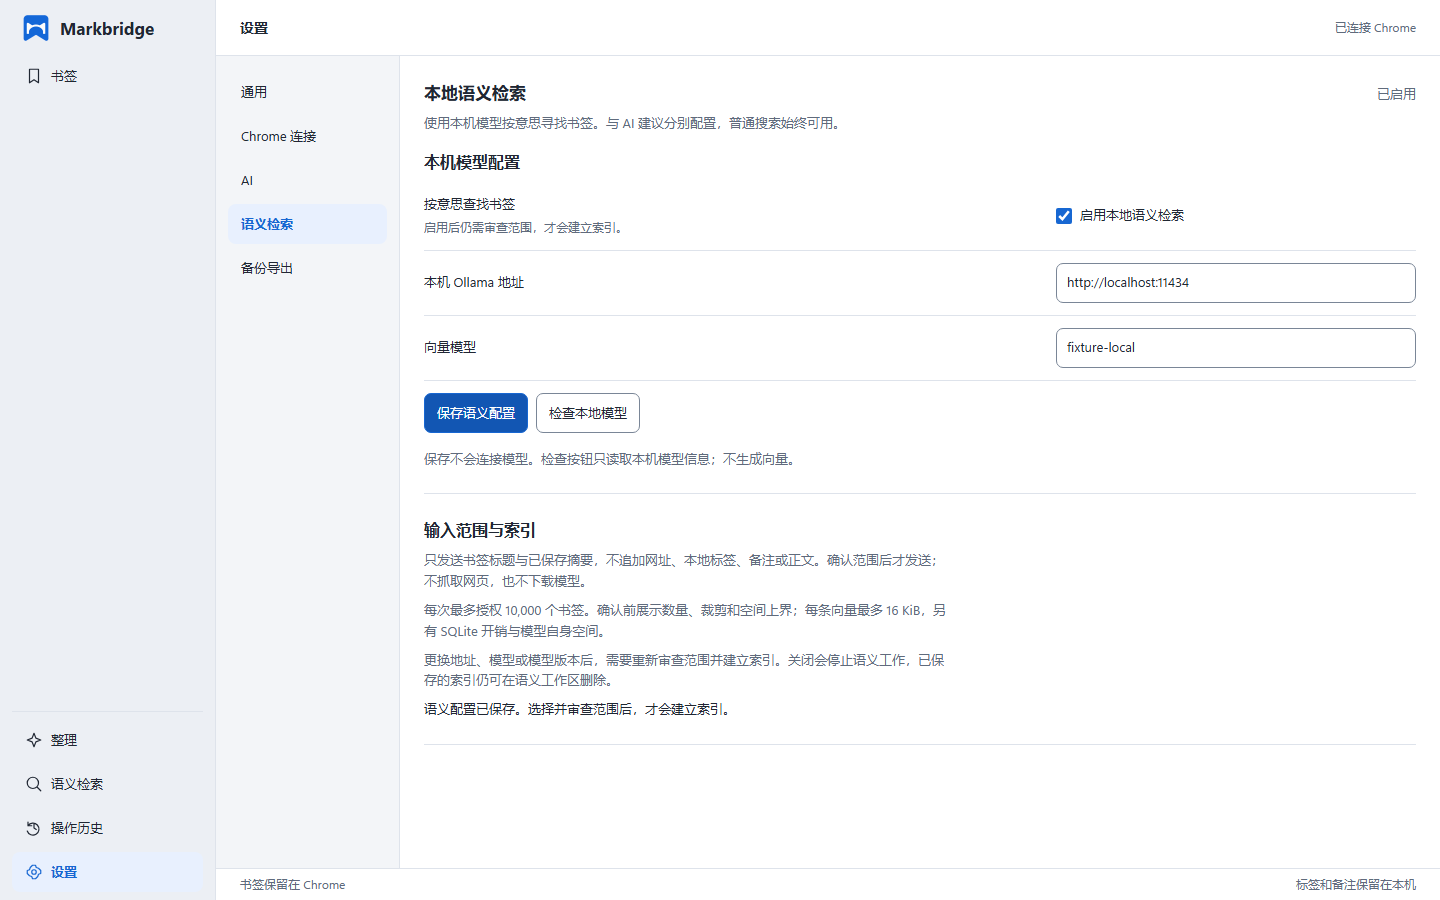 Markbridge
书签
整理
语义检索
操作历史
设置
设置
已连接 Chrome
通用
Chrome 连接
AI
语义检索
备份导出
本地语义检索
已启用
使用本机模型按意思寻找书签。与 AI 建议分别配置，普通搜索始终可用。
本机模型配置
按意思查找书签
启用后仍需审查范围，才会建立索引。
启用本地语义检索
本机 Ollama 地址
http://localhost:11434
向量模型
fixture-local
保存语义配置
检查本地模型
保存不会连接模型。检查按钮只读取本机模型信息；不生成向量。
输入范围与索引
只发送书签标题与已保存摘要，不追加网址、本地标签、备注或正文。确认范围后才发送；
不抓取网页，也不下载模型。
每次最多授权 10,000 个书签。确认前展示数量、裁剪和空间上界；每条向量最多 16 KiB，另
有 SQLite 开销与模型自身空间。
更换地址、模型或模型版本后，需要重新审查范围并建立索引。关闭会停止语义工作，已保
存的索引仍可在语义工作区删除。
语义配置已保存。选择并审查范围后，才会建立索引。
书签保留在 Chrome
标签和备注保留在本机